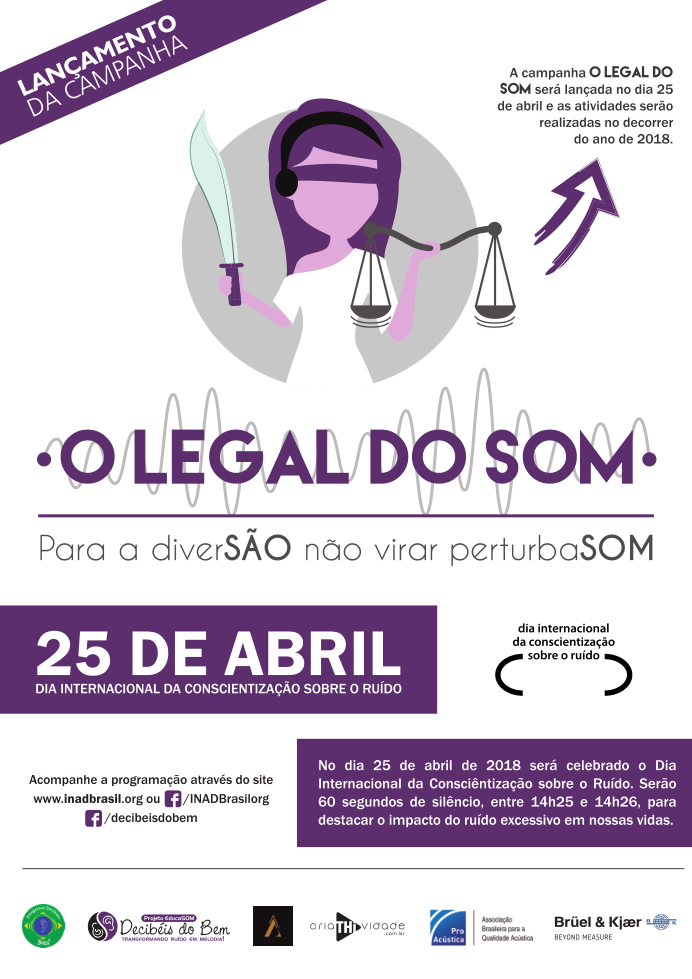 LANÇAMENTO
DA CAMPANHA
A campanha O LEGAL DO
SOM será lançada no dia 25
de abril e as atividades serão
realizadas no decorrer
do ano de 2018.
O LEGAL DO SOM
Para a diverSÃO não virar perturbaSOM
25 DE ABRIL
DIA INTERNACIONAL DA CONSCIENTIZAÇÃO SOBRE O RUÍDO
dia internacional
da conscientização
sobre o ruído
No dia 25 de abril de 2018 será celebrado o Dia
Internacional da Consciêntização sobre o Ruído. Serão
60 segundos de silêncio, entre 14h25 e 14h26, para
destacar o impacto do ruído excessivo em nossas vidas.
Acompanhe a programação através do site
www.inadbrasil.org ou f/INADBrasilorg
f/decibeisdobem
Brasil
Projeto EducaSOM
Decibéis do Bem
TRANSFORMANDO RUÍDO EM MELODIA!
criaTHIvidade
.com.br
Pro
Acústica
Associação
Brasileira para a
Qualidade Acústica
Brüel & Kjær
BEYOND MEASURE